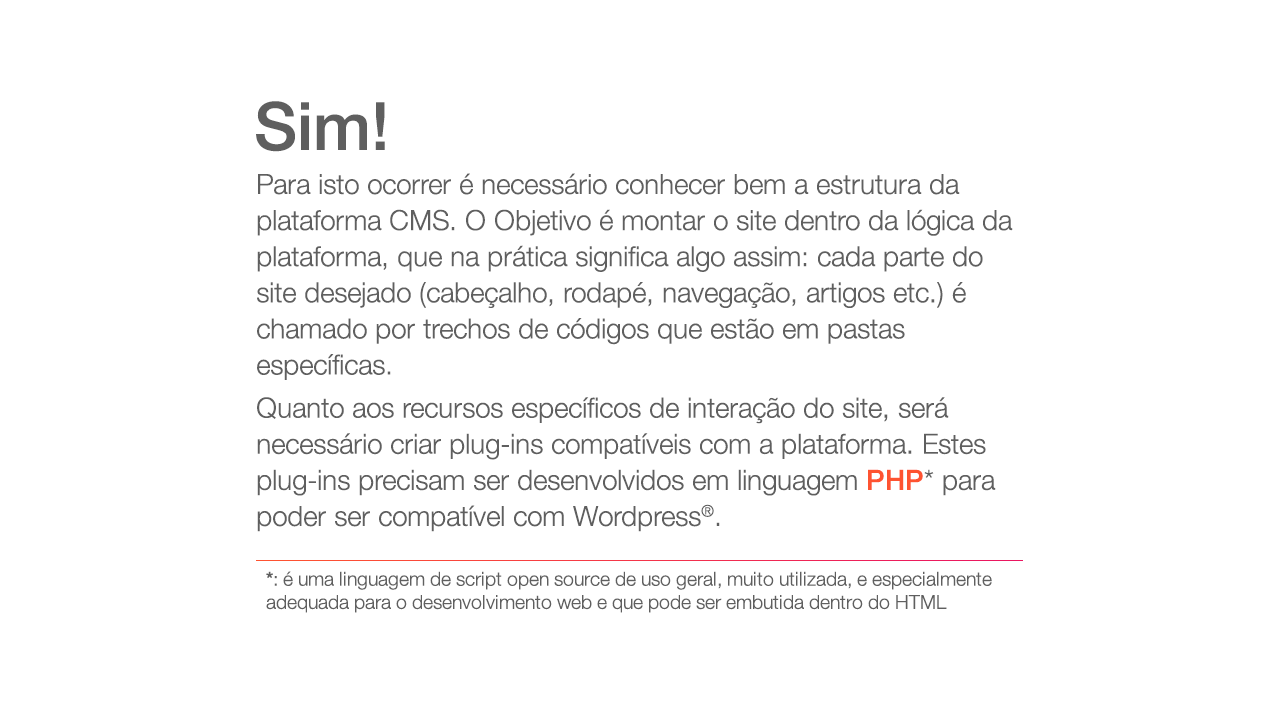 Sim!
Para isto ocorrer é necessário conhecer bem a estrutura da
plataforma CMS. O Objetivo é montar o site dentro da lógica da
plataforma, que na prática significa algo assim: cada parte do
site desejado (cabeçalho, rodapé, navegação, artigos etc.) é
chamado por trechos de códigos que estão em pastas
específicas.
Quanto aos recursos específicos de interação do site, será
necessário criar plug-ins compatíveis com a plataforma. Estes
plug-ins precisam ser desenvolvidos em linguagem PHP* para
poder ser compatível com Wordpress®.
*: é uma linguagem de script open source de uso geral, muito utilizada, e especialmente
adequada para o desenvolvimento web e que pode ser embutida dentro do HTML